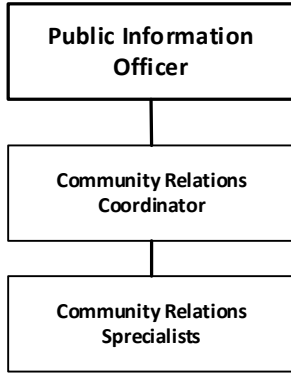 Public Information
Officer
Community Relations
Coordinator
Community Relations
Sprecialists